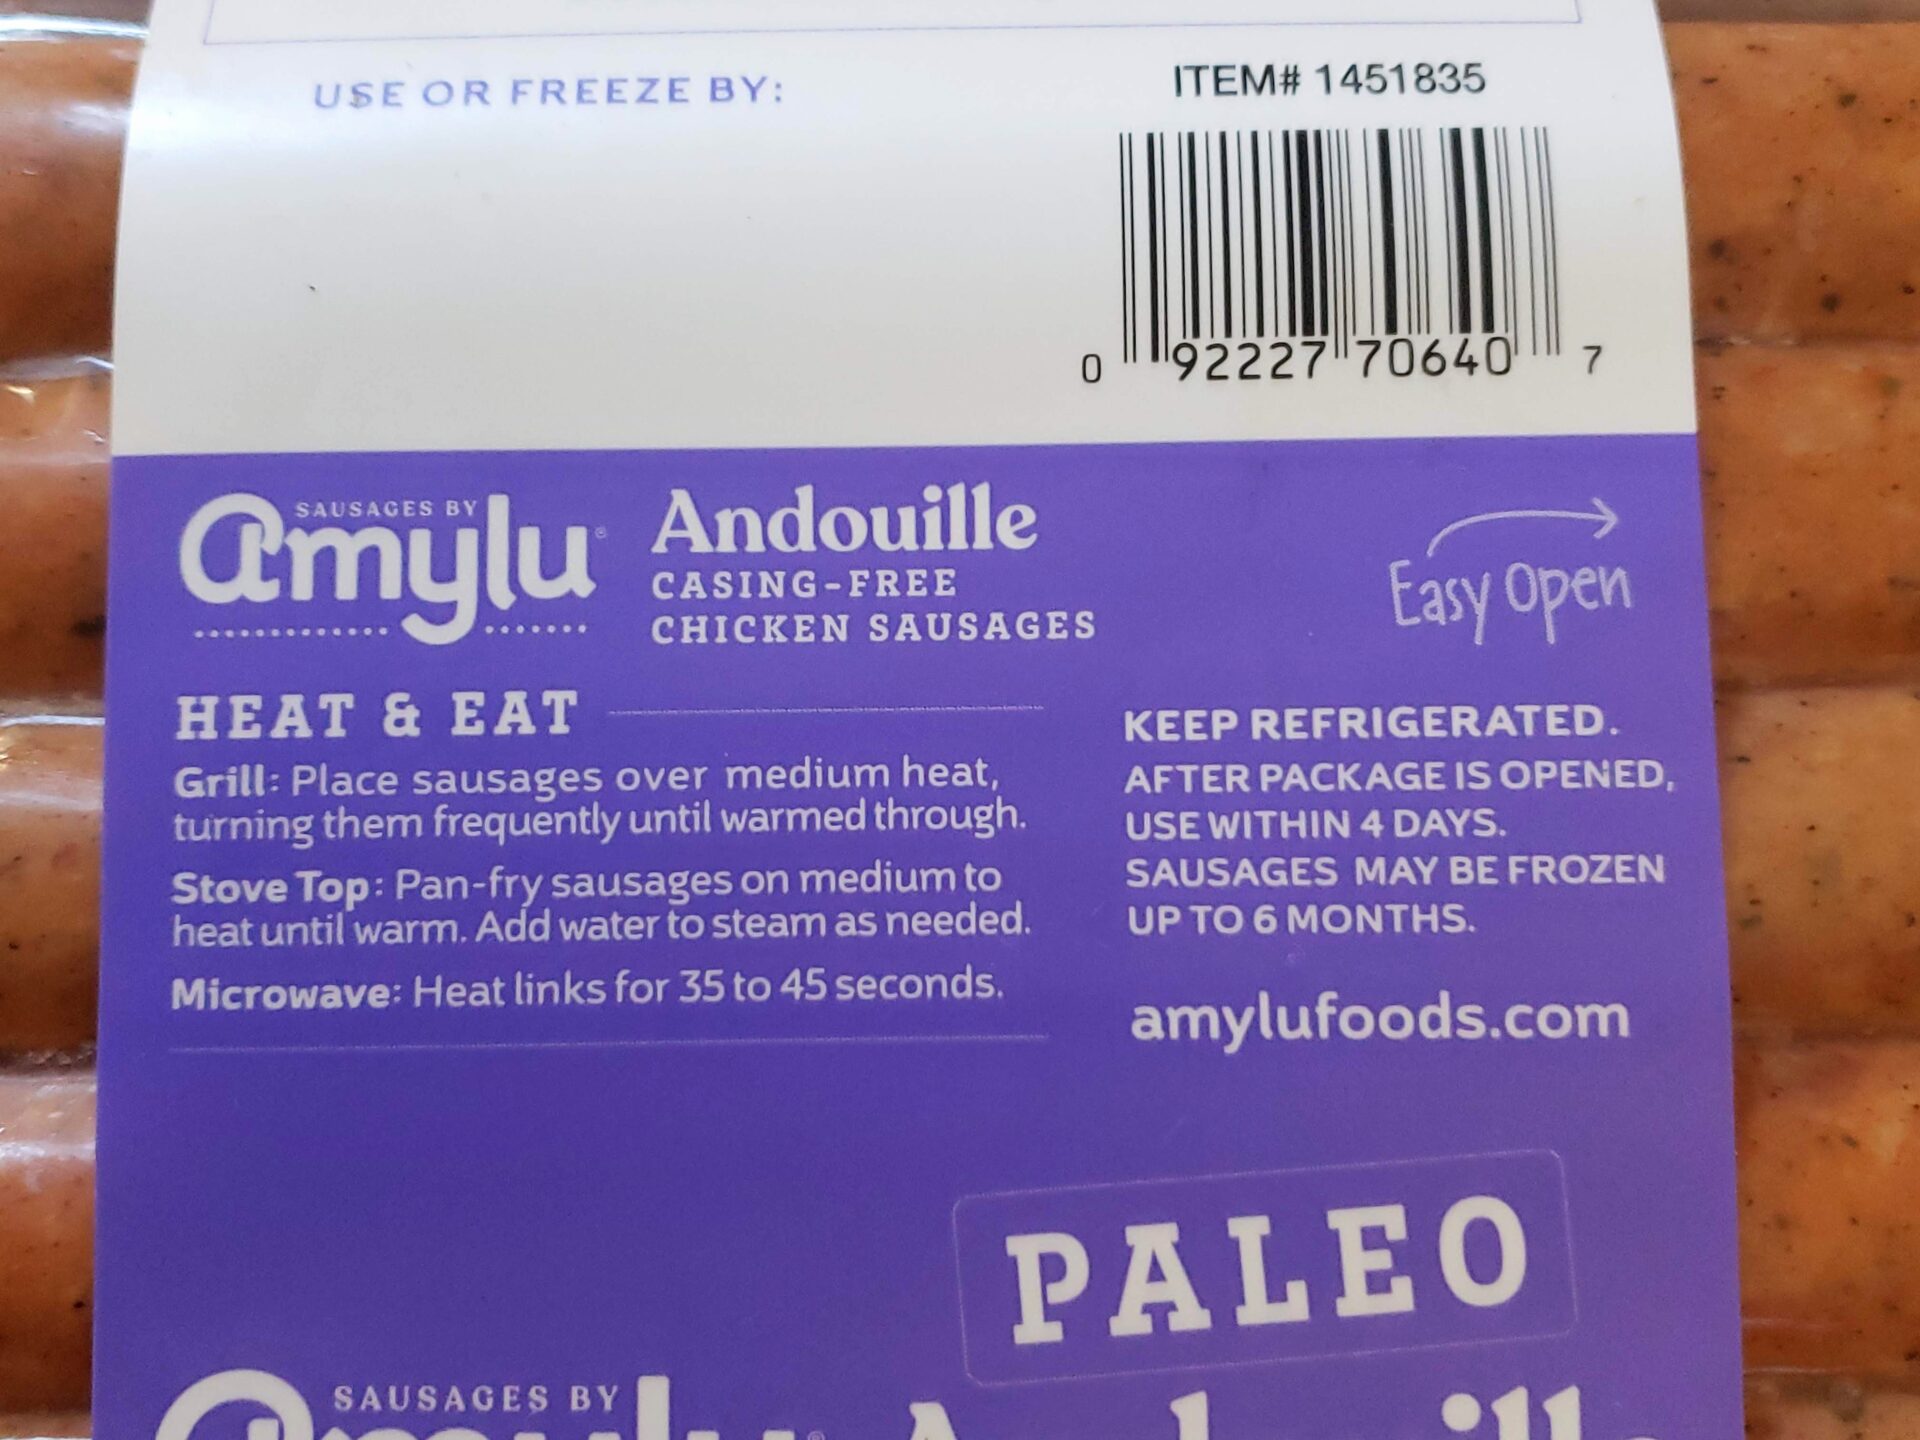 USE OR FREEZE BY:
ITEM# 1451835
0 92227 70640 7
SAUSAGES BY
amylu®
Andouille
CASING-FREE
CHICKEN SAUSAGES
Easy Open
HEAT & EAT
Grill: Place sausages over medium heat,
turning them frequently until warmed through.
Stove Top: Pan-fry sausages on medium to
heat until warm. Add water to steam as needed.
Microwave: Heat links for 35 to 45 seconds.
KEEP REFRIGERATED.
AFTER PACKAGE IS OPENED,
USE WITHIN 4 DAYS.
SAUSAGES MAY BE FROZEN
UP TO 6 MONTHS.
amylufoods.com
PALEO
SAUSAGES BY
amylu®
Andouille